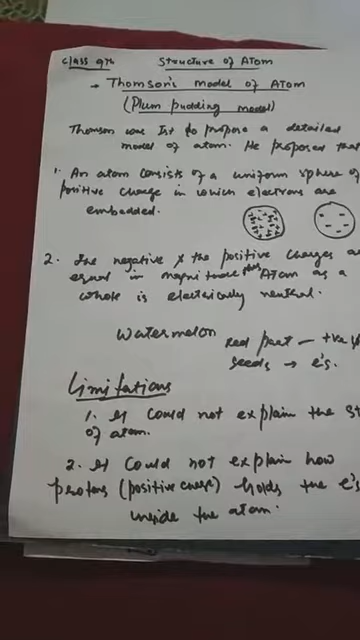 Class 9th Structure of Atom
→ Thomson's Model of Atom
(Plum pudding model)
Thomson was Ist to propose a detailed
model of atom. He proposed that
1. An atom consists of a uniform sphere of
positive charge in which electrons are
embedded.
2. The negative & the positive charges a
equal in magnitude thus Atom as a
whole is electrically neutral.
Watermelon Red part – +ve
seeds → e's.
Limitations
1. It could not explain the st
of atom.
2. It could not explain how
protons (positive charge) holds the e's
inside the atom.